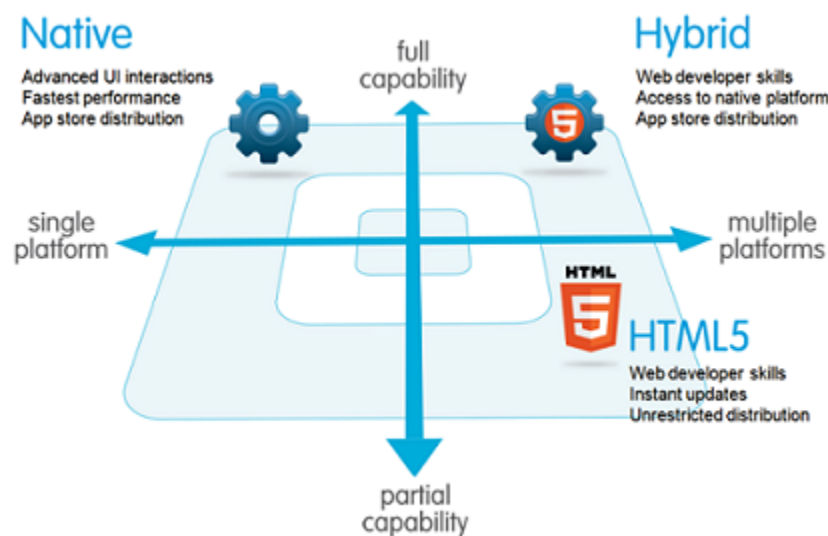 Native
Advanced UI interactions
Fastest performance
App store distribution
full
capability
Hybrid
Web developer skills
Access to native platform
App store distribution
5
single
platform
multiple
platforms
HTML
5
HTML5
Web developer skills
Instant updates
Unrestricted distribution
partial
capability